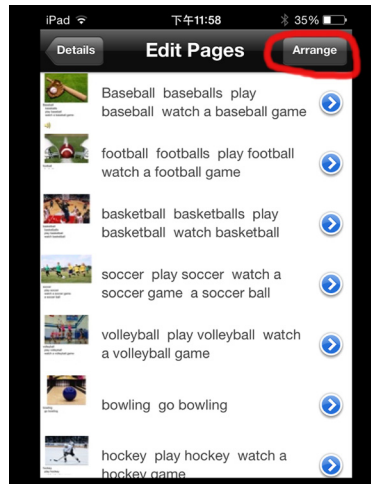 iPad 下午11:58 35%
Details Edit Pages Arrange
Baseball baseballs play
baseball watch a baseball game
football footballs play football
watch a football game
basketball basketballs play
basketball watch basketball
soccer play soccer watch a
soccer game a soccer ball
volleyball play volleyball watch
a volleyball game
bowling go bowling
hockey play hockey watch a
hockey game